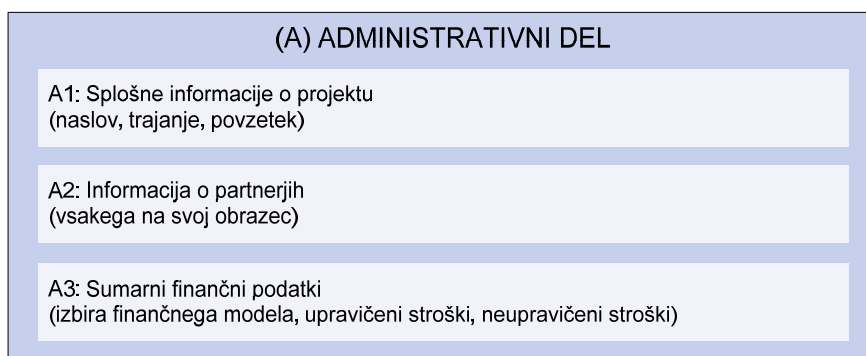 (A) ADMINISTRATIVNI DEL
A1: Splošne informacije o projektu
(naslov, trajanje, povzetek)
A2: Informacija o partnerjih
(vsakega na svoj obrazec)
A3: Sumarni finančni podatki
(izbira finančnega modela, upravičeni stroški, neupravičeni stroški)